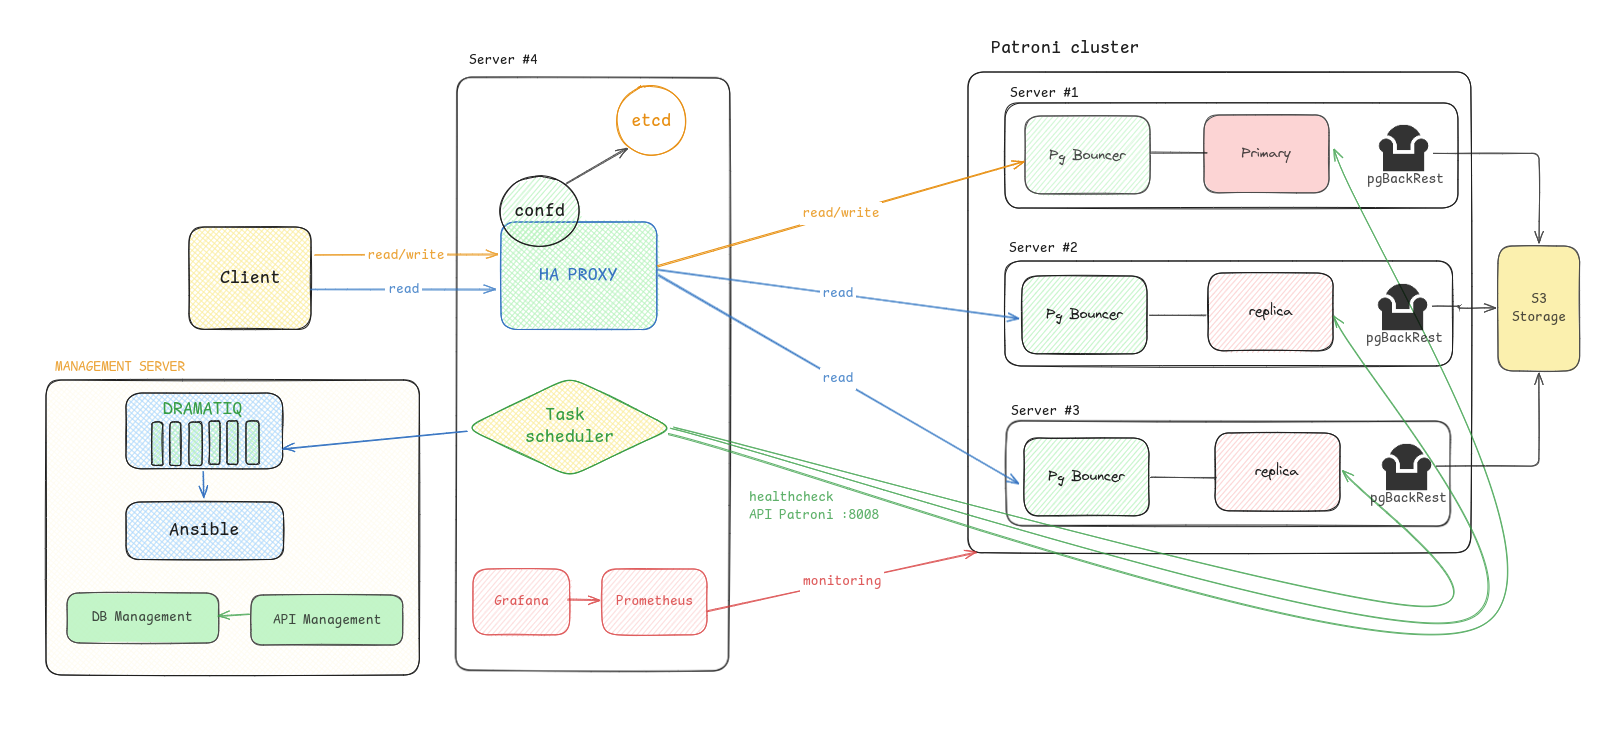 Patroni cluster
Server #4
Server #1
etcd
Pg Bouncer
Primary
pgBackRest
confd
read/write
read/write
Client
HA PROXY
read
read
Server #2
Pg Bouncer
replica
pgBackRest
S3
Storage
read
MANAGEMENT SERVER
DRAMATIQ
Ansible
DB Management
API Management
Task
scheduler
Server #3
Pg Bouncer
replica
pgBackRest
healthcheck
API Patroni :8008
Grafana
Prometheus
monitoring